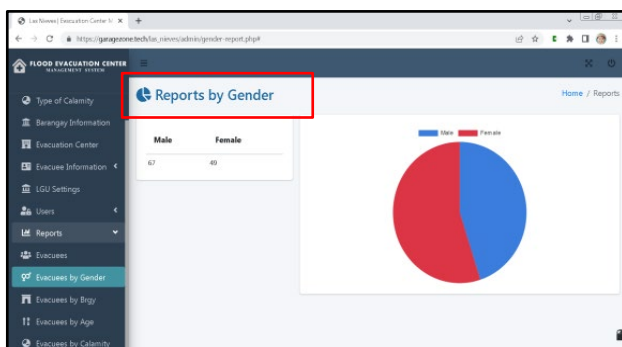 Las Nieves | Evacuation Center M
https://garagezone.tech/las_nieves/admin/gender-report.php#
FLOOD EVACUATION CENTER
MANAGEMENT SYSTEM
Reports by Gender
Home / Reports
Type of Calamity
Barangay Information
Evacuation Center
Evacuee Information
LGU Settings
Users
Reports
Evacuees
Evacuees by Gender
Evacuees by Brgy
Evacuees by Age
Evacuees by Calamity
Male Female
67 49
Male Female